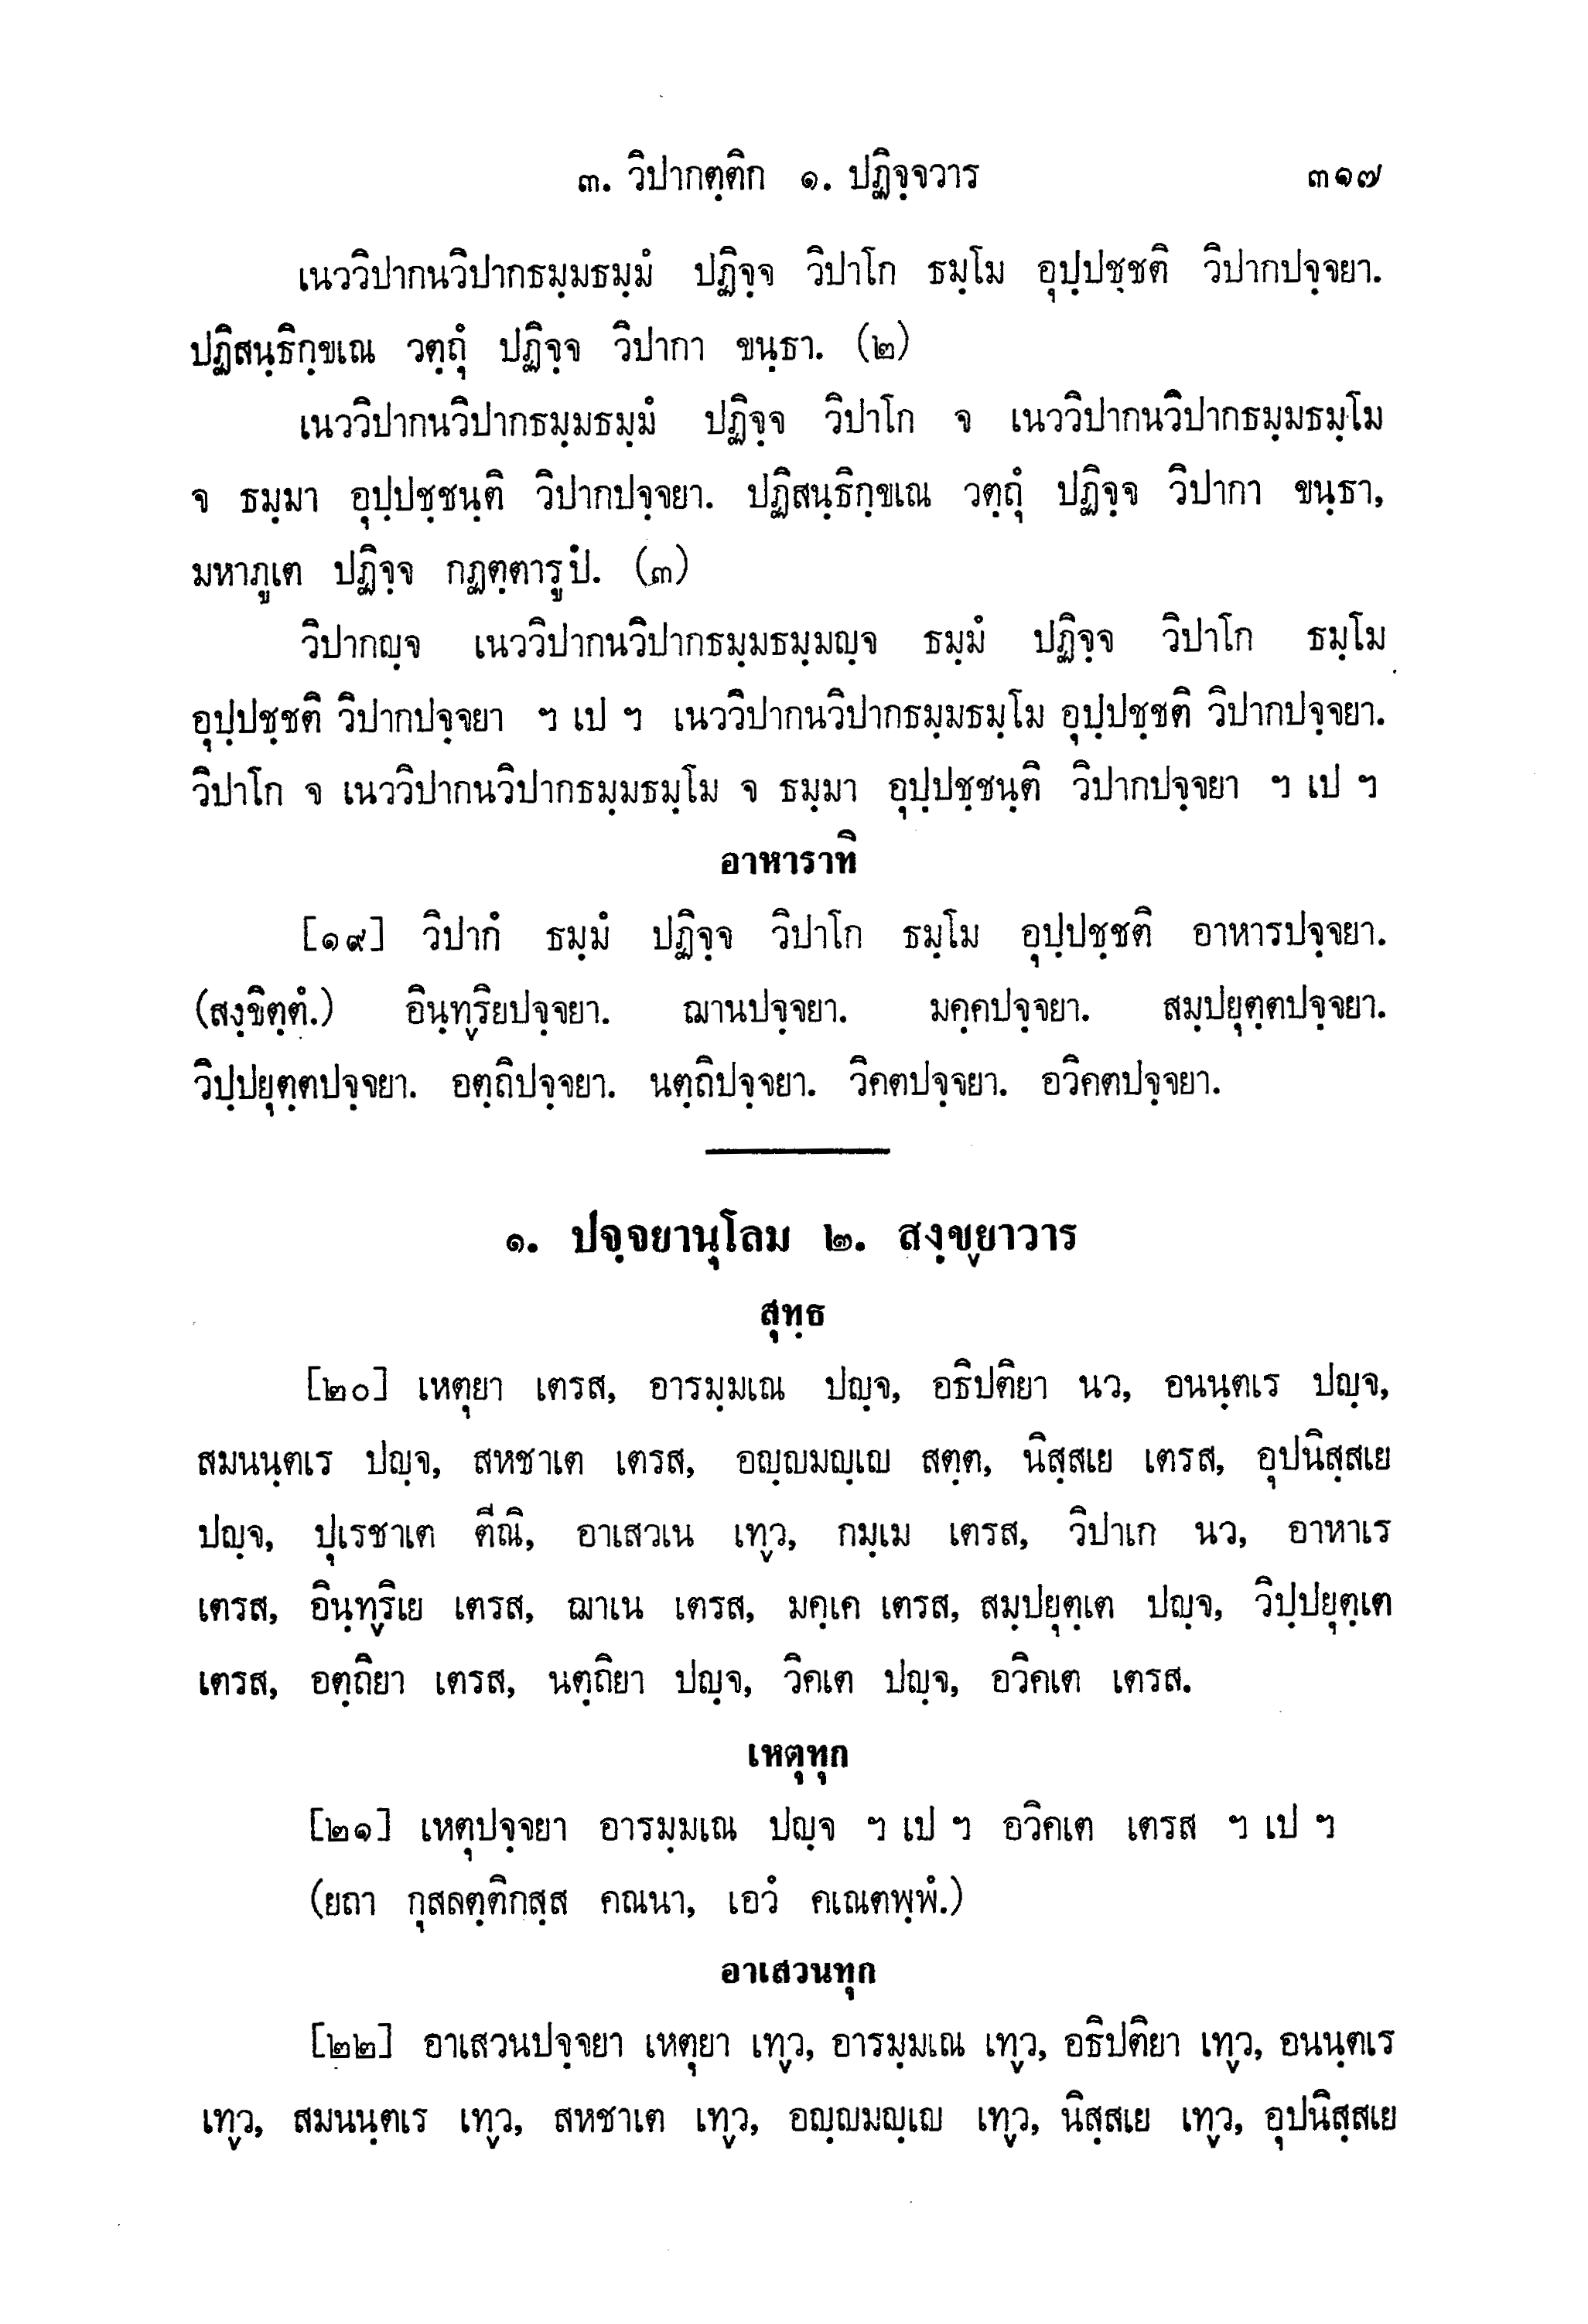 ๓. วิปากตฺติก ๑. ปฏิจฺจวาร ๓๑๗
เนววิปากนวิปากธมฺมธมฺมํ ปฏิจฺจ วิปาโก ธมฺโม อุปฺปชฺชติ วิปากปจฺจยา.
ปฏิสนฺธิกฺขเณ วตฺถุํ ปฏิจฺจ วิปากา ขนฺธา. (๒)
เนววิปากนวิปากธมฺมธมฺมํ ปฏิจฺจ วิปาโก จ เนววิปากนวิปากธมฺมธมฺโม
จ ธมฺมา อุปฺปชฺชนฺติ วิปากปจฺจยา. ปฏิสนฺธิกฺขเณ วตฺถุํ ปฏิจฺจ วิปากา ขนฺธา,
มหาภูเต ปฏิจฺจ กฏตฺตารูปํ. (๓)
วิปากญฺจ เนววิปากนวิปากธมฺมธมฺมญฺจ ธมฺมํ ปฏิจฺจ วิปาโก ธมฺโม
อุปฺปชฺชติ วิปากปจฺจยา ฯ เป ฯ เนววิปากนวิปากธมฺมธมฺโม อุปฺปชฺชติ วิปากปจฺจยา.
วิปาโก จ เนววิปากนวิปากธมฺมธมฺโม จ ธมฺมา อุปฺปชฺชนฺติ วิปากปจฺจยา ฯ เป ฯ
อาหาราทิ
[๑๙] วิปากํ ธมฺมํ ปฏิจฺจ วิปาโก ธมฺโม อุปฺปชฺชติ อาหารปจฺจยา.
(สงฺขิตฺตํ.) อินฺทฺริยปจฺจยา. ฌานปจฺจยา. มคฺคปจฺจยา. สมฺปยุตฺตปจฺจยา.
วิปฺปยุตฺตปจฺจยา. อตฺถิปจฺจยา. นตฺถิปจฺจยา. วิคตปจฺจยา. อวิคตปจฺจยา.
๑. ปจฺจยานุโลม ๒. สงฺขฺยาวาร
สุทฺธ
[๒๐] เหตุยา เตรส, อารมฺมเณ ปญฺจ, อธิปติยา นว, อนนฺตเร ปญฺจ,
สมนนฺตเร ปญฺจ, สหชาเต เตรส, อญฺญมญฺเญ สตฺต, นิสฺสเย เตรส, อุปนิสฺสเย
ปญฺจ, ปุเรชาเต ตีณิ, อาเสวเน เทฺว, กมฺเม เตรส, วิปาเก นว, อาหาเร
เตรส, อินฺทฺริเย เตรส, ฌาเน เตรส, มคฺเค เตรส, สมฺปยุตฺเต ปญฺจ, วิปฺปยุตฺเต
เตรส, อตฺถิยา เตรส, นตฺถิยา ปญฺจ, วิคเต ปญฺจ, อวิคเต เตรส.
เหตุทุก
[๒๑] เหตุปจฺจยา อารมฺมเณ ปญฺจ ฯ เป ฯ อวิคเต เตรส ฯ เป ฯ
(ยถา กุสลตฺติกสฺส คณนา, เอวํ คเณตพฺพํ.)
อาเสวนทุก
[๒๒] อาเสวนปจฺจยา เหตุยา เทฺว, อารมฺมเณ เทฺว, อธิปติยา เทฺว, อนนฺตเร
เทฺว, สมนนฺตเร เทฺว, สหชาเต เทฺว, อญฺญมญฺเญ เทฺว, นิสฺสเย เทฺว, อุปนิสฺสเย